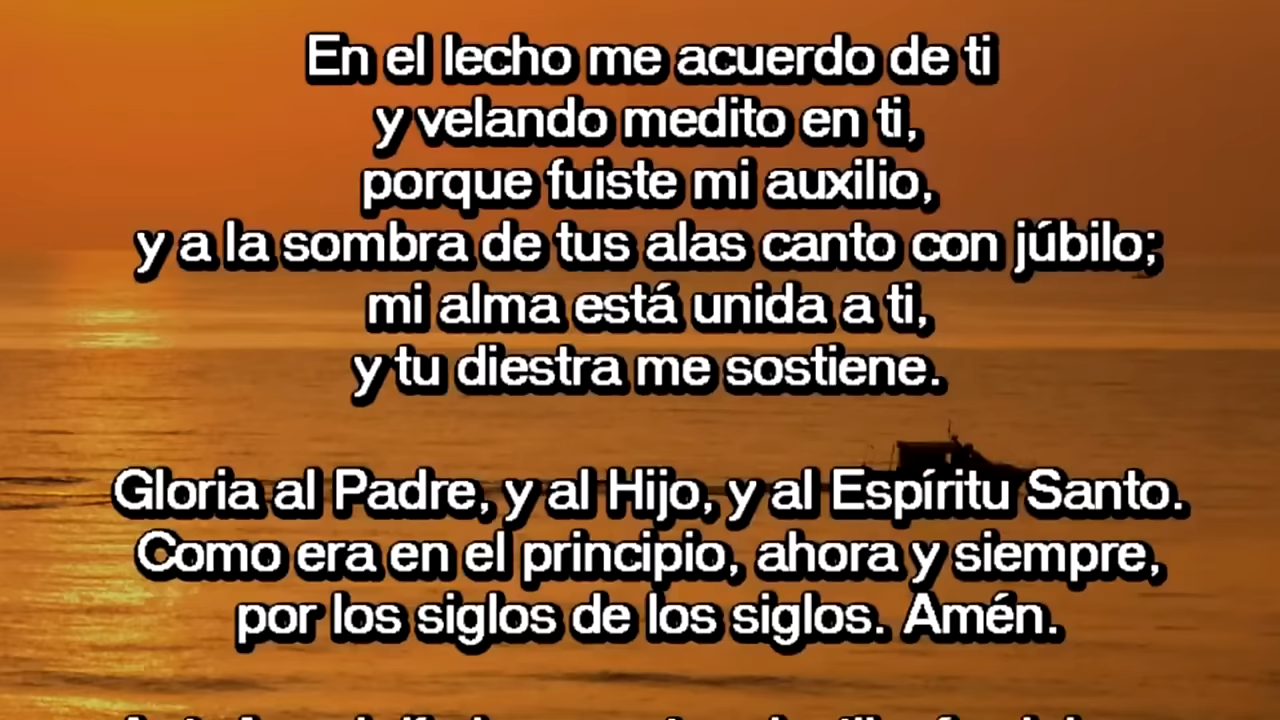 En el lecho me acuerdo de ti
y velando medito en ti,
porque fuiste mi auxilio,
y a la sombra de tus alas canto con júbilo;
mi alma está unida a ti,
y tu diestra me sostiene.
Gloria al Padre, y al Hijo, y al Espíritu Santo.
Como era en el principio, ahora y siempre,
por los siglos de los siglos. Amén.